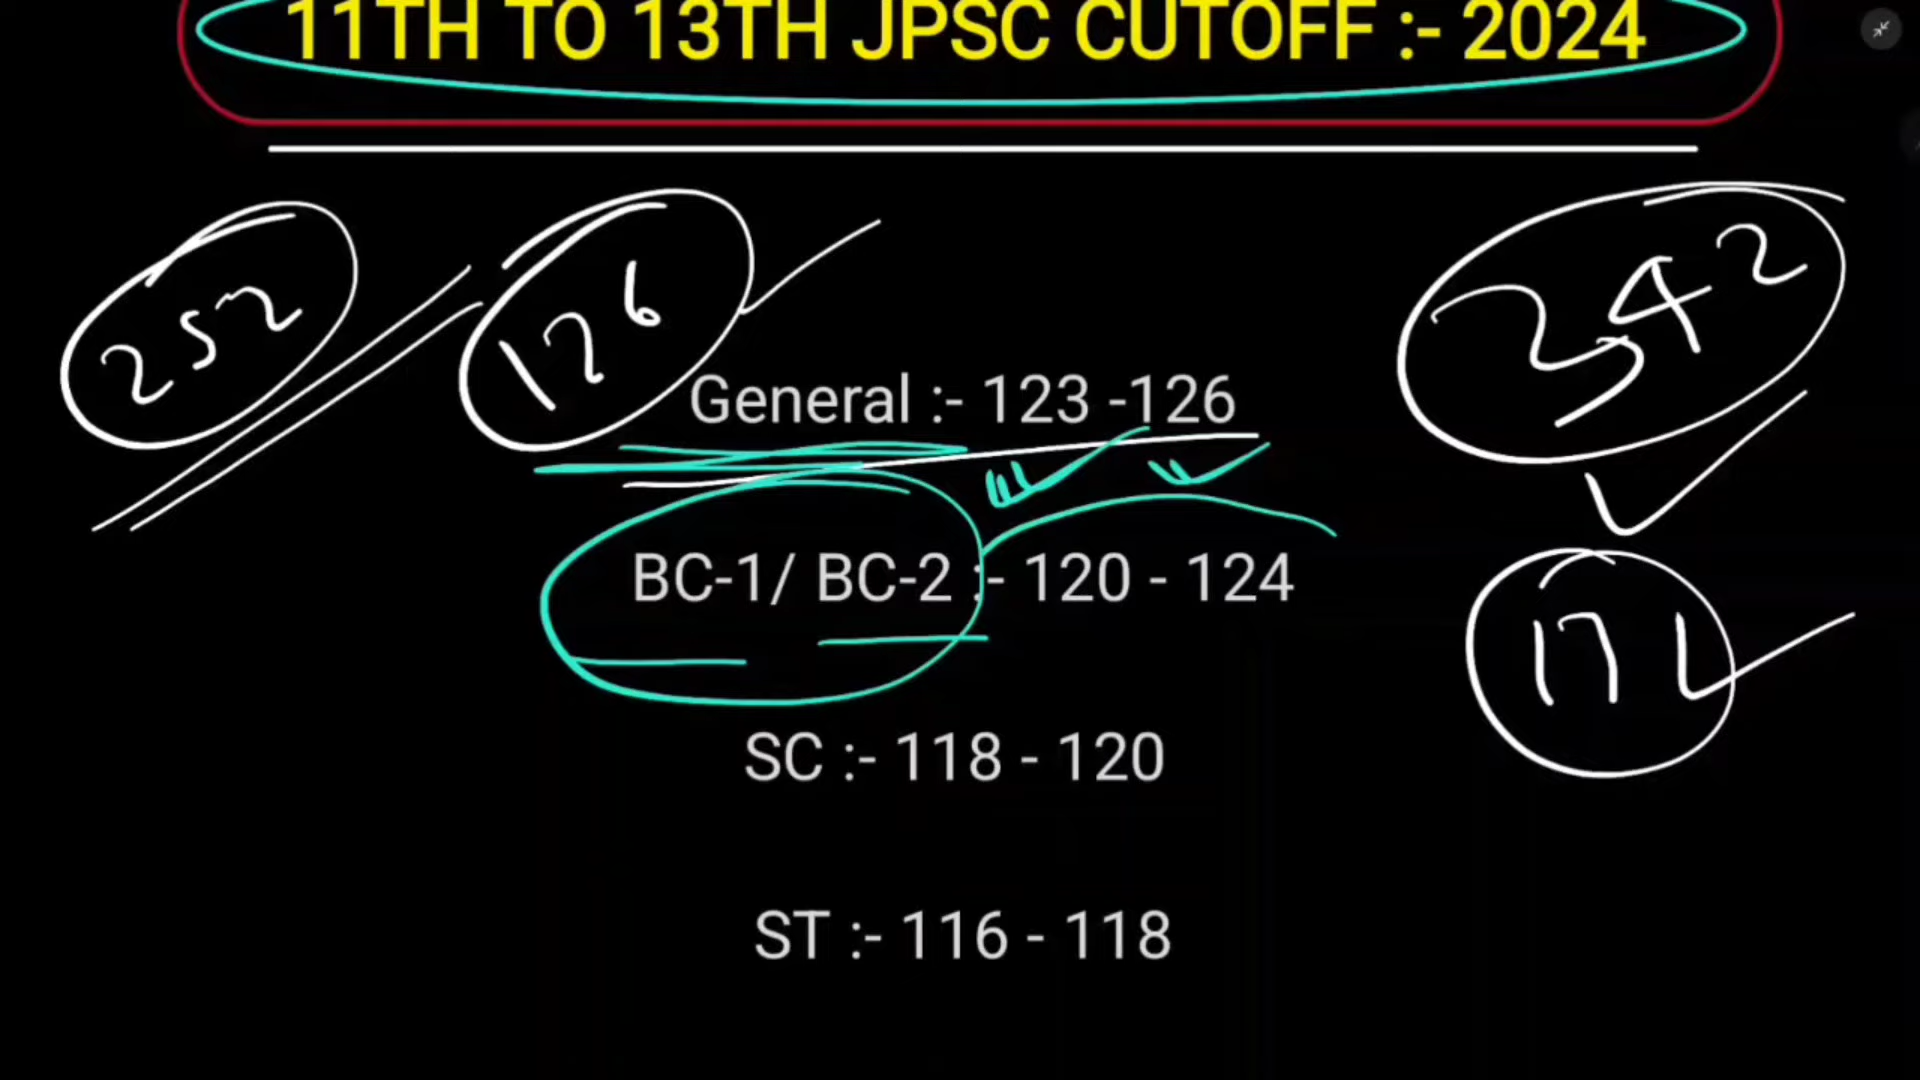 11TH TO 13TH JPSC CUTOFF :- 2024
252
126
342
General :- 123 -126
BC-1/ BC-2 :- 120 - 124
171
SC :- 118 - 120
ST :- 116 - 118